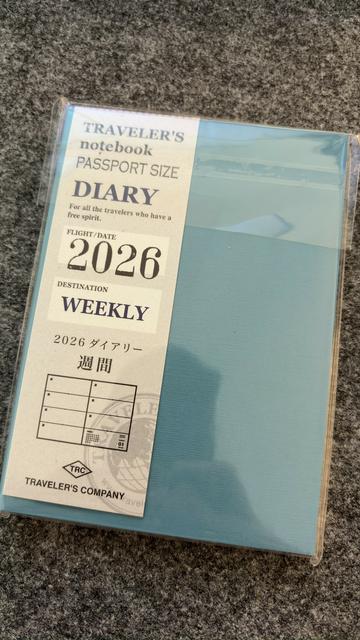 TRAVELER'S
notebook
PASSPORT SIZE
DIARY
For all the travelers who have a
free spirit.
FLIGHT/DATE
2026
DESTINATION
WEEKLY
2026 ダイアリー
週間
TRC
TRAVELER'S COMPANY